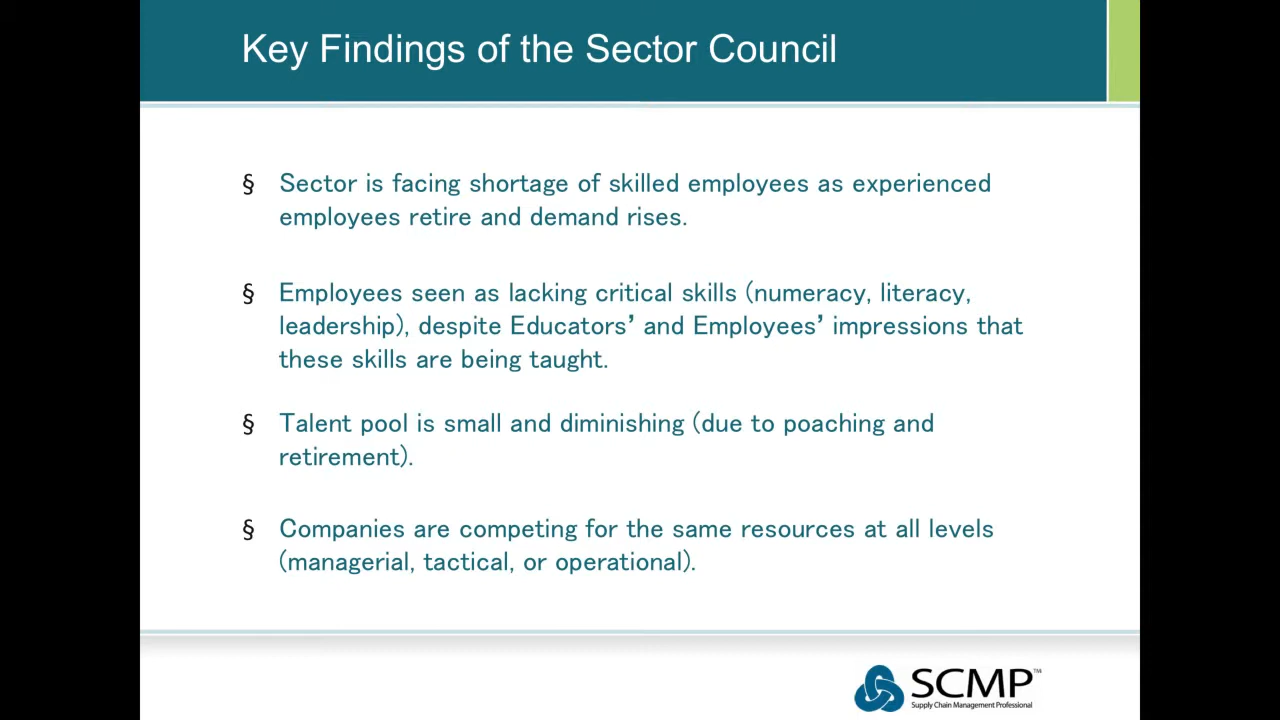 Key Findings of the Sector Council
§ Sector is facing shortage of skilled employees as experienced
employees retire and demand rises.
§ Employees seen as lacking critical skills (numeracy, literacy,
leadership), despite Educators’ and Employees’ impressions that
these skills are being taught.
§ Talent pool is small and diminishing (due to poaching and
retirement).
§ Companies are competing for the same resources at all levels
(managerial, tactical, or operational).
SCMP™
Supply Chain Management Professional